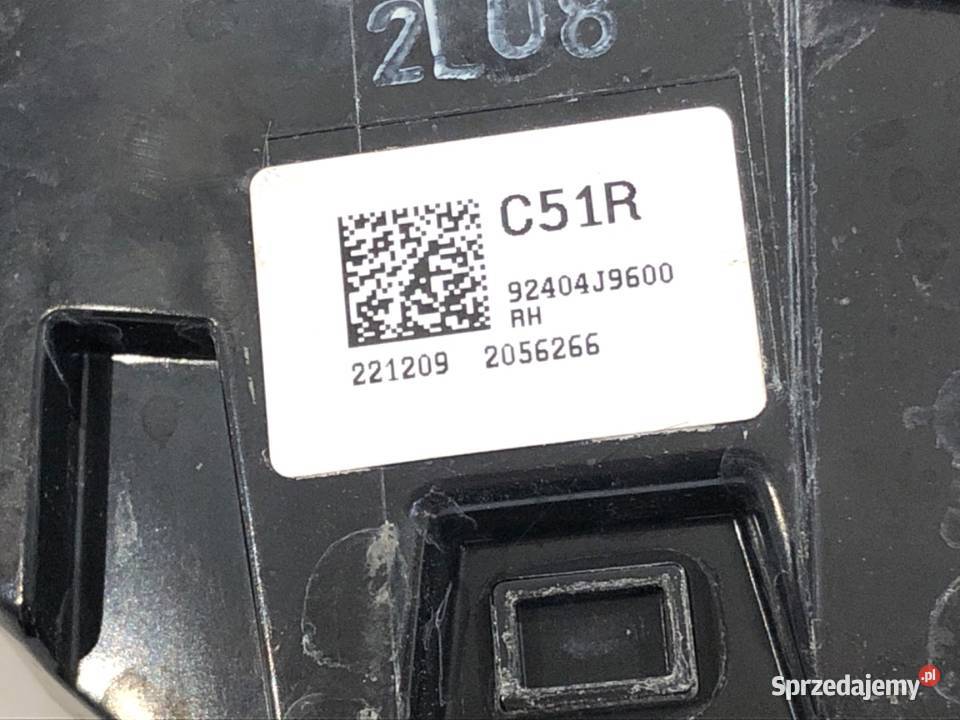 2L08
C51R
92404J9600
RH
221209 2056266
Sprzedajemy.pl